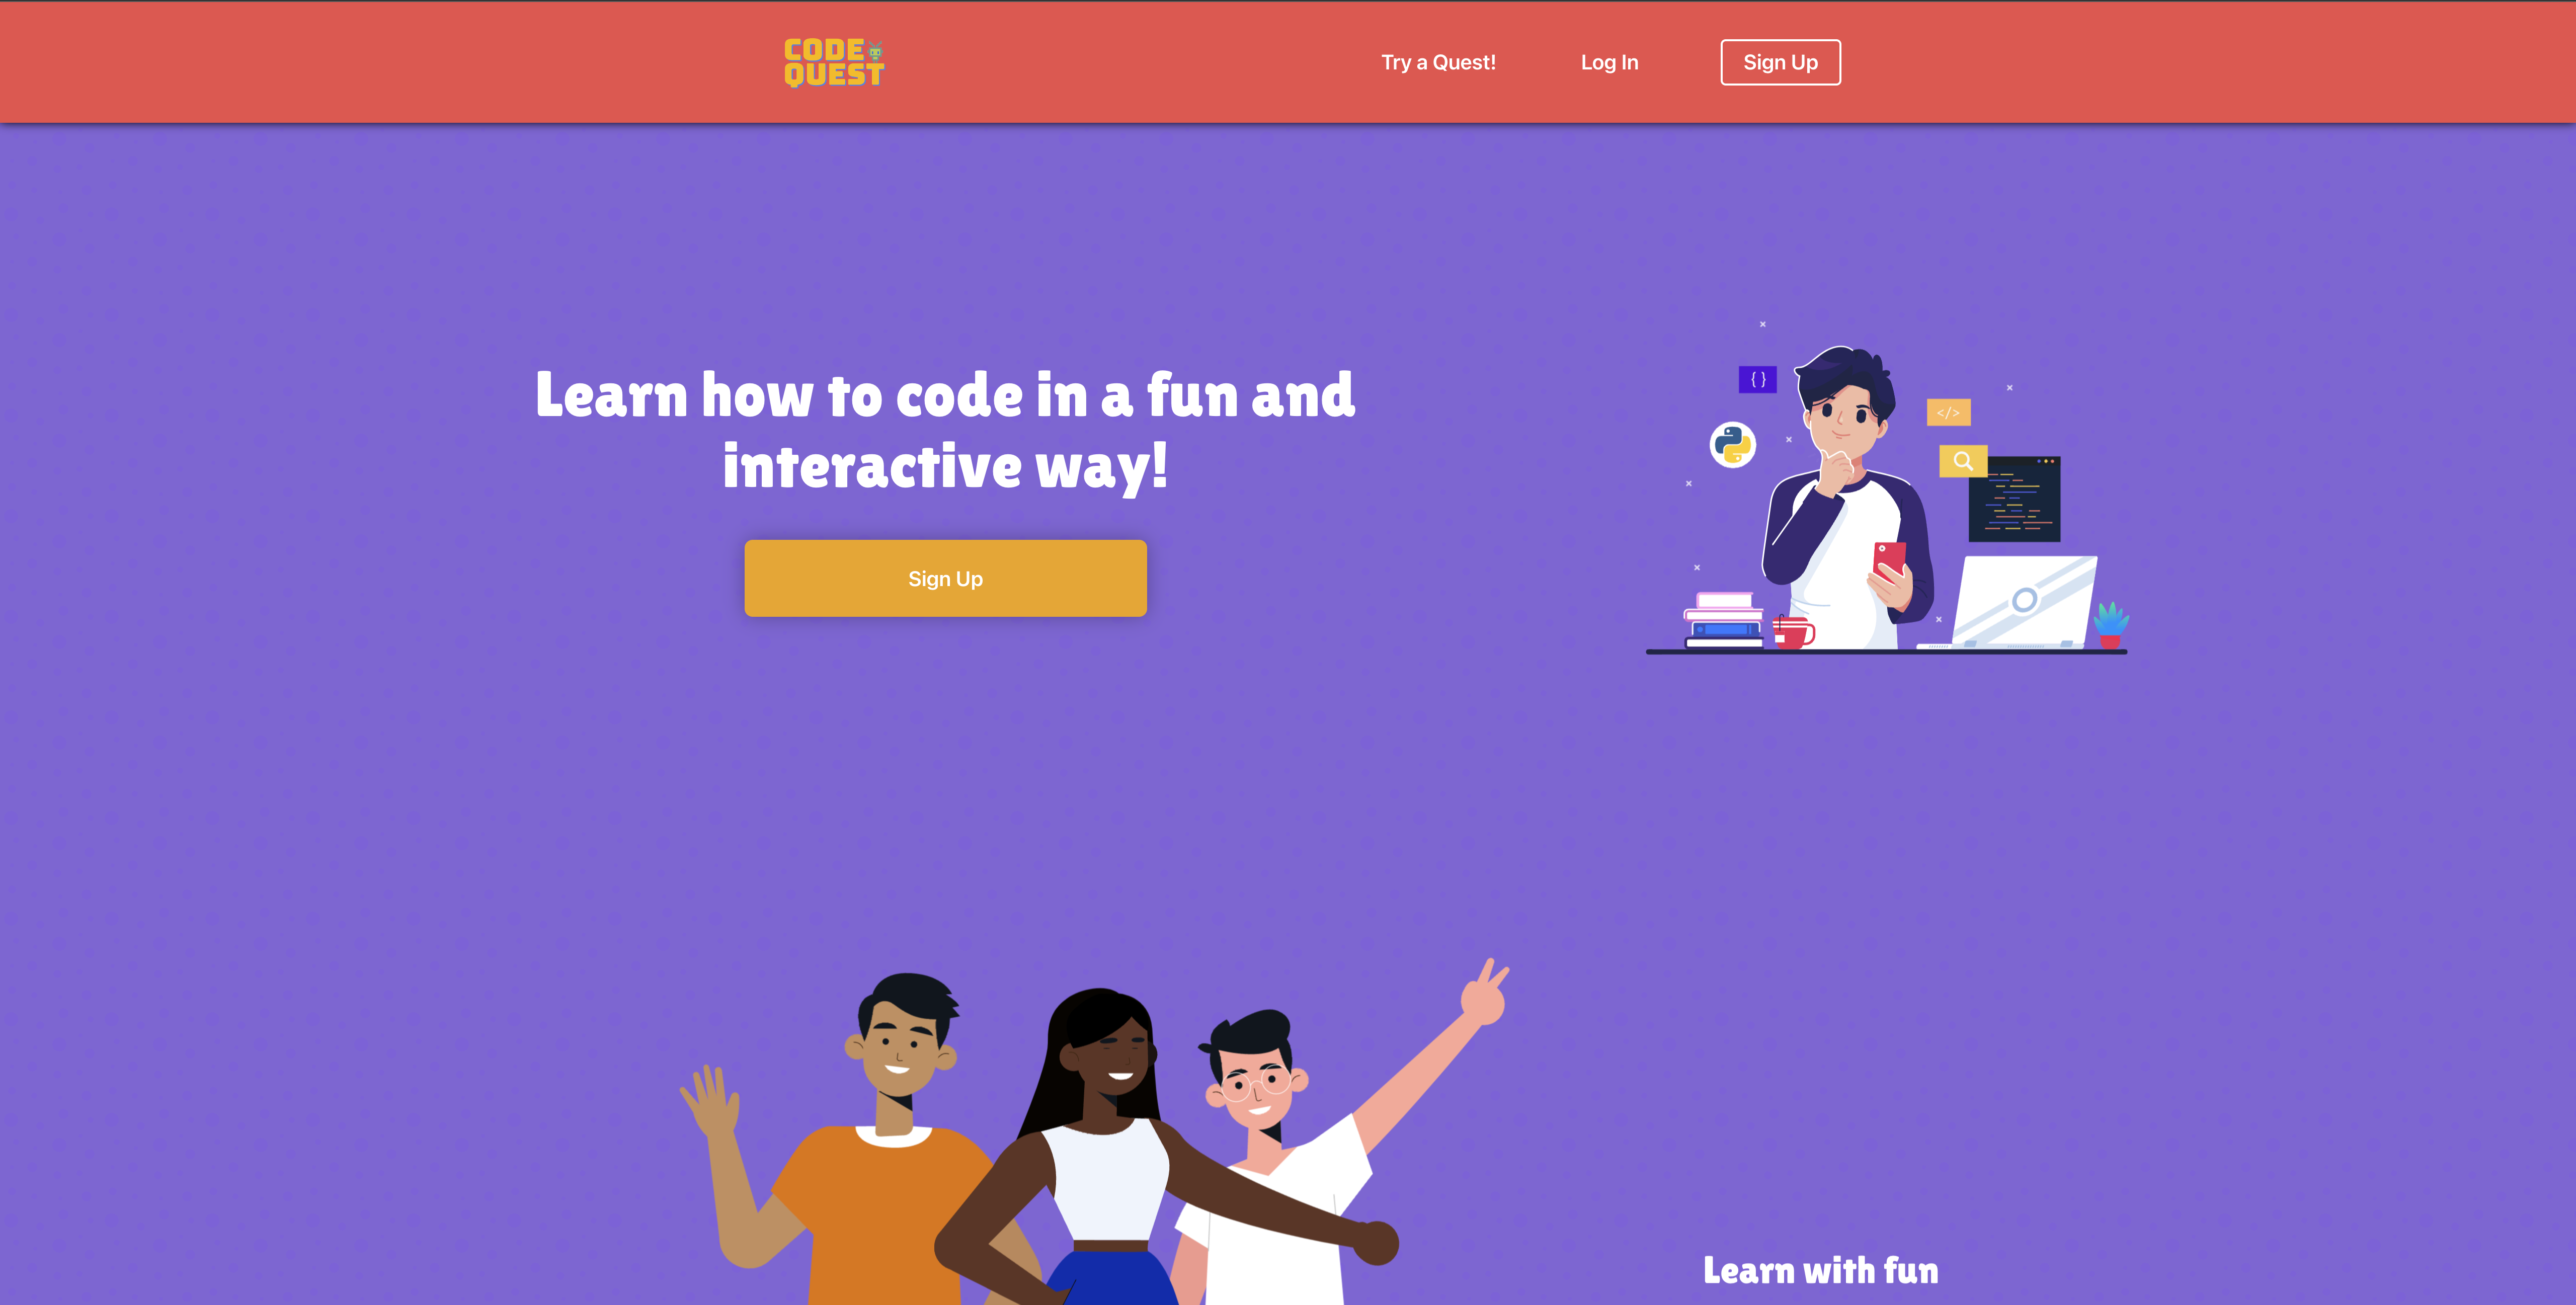 CODE
QUEST
Try a Quest!
Log In
Sign Up
Learn how to code in a fun and
interactive way!
Sign Up
{ }
</>
Learn with fun